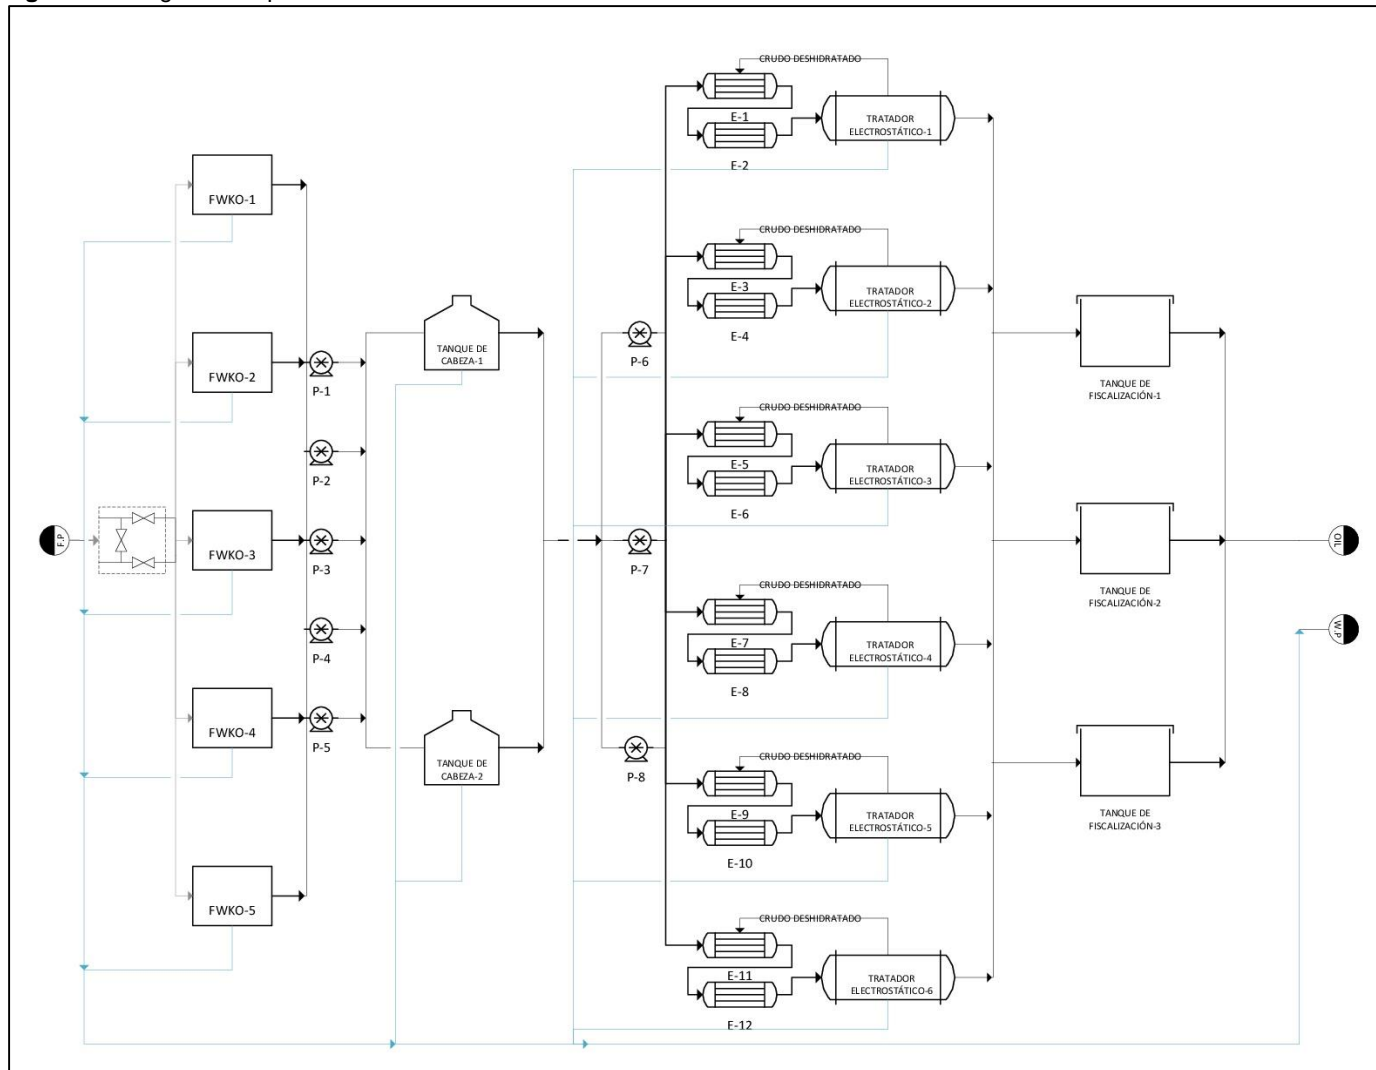 CRUDO DESHIDRATADO
E-1
TRATADOR
ELECTROSTÁTICO-1
E-2
FWKO-1
CRUDO DESHIDRATADO
E-3
TRATADOR
ELECTROSTÁTICO-2
E-4
TANQUE DE
CABEZA-1
P-6
FWKO-2
P-1
TANQUE DE
FISCALIZACIÓN-1
CRUDO DESHIDRATADO
E-5
TRATADOR
ELECTROSTÁTICO-3
E-6
P-2
F.P
FWKO-3
P-3
P-7
OIL
TANQUE DE
FISCALIZACIÓN-2
CRUDO DESHIDRATADO
E-7
TRATADOR
ELECTROSTÁTICO-4
E-8
P-4
W.P
FWKO-4
P-5
TANQUE DE
CABEZA-2
P-8
CRUDO DESHIDRATADO
E-9
TRATADOR
ELECTROSTÁTICO-5
E-10
TANQUE DE
FISCALIZACIÓN-3
FWKO-5
CRUDO DESHIDRATADO
E-11
TRATADOR
ELECTROSTÁTICO-6
E-12